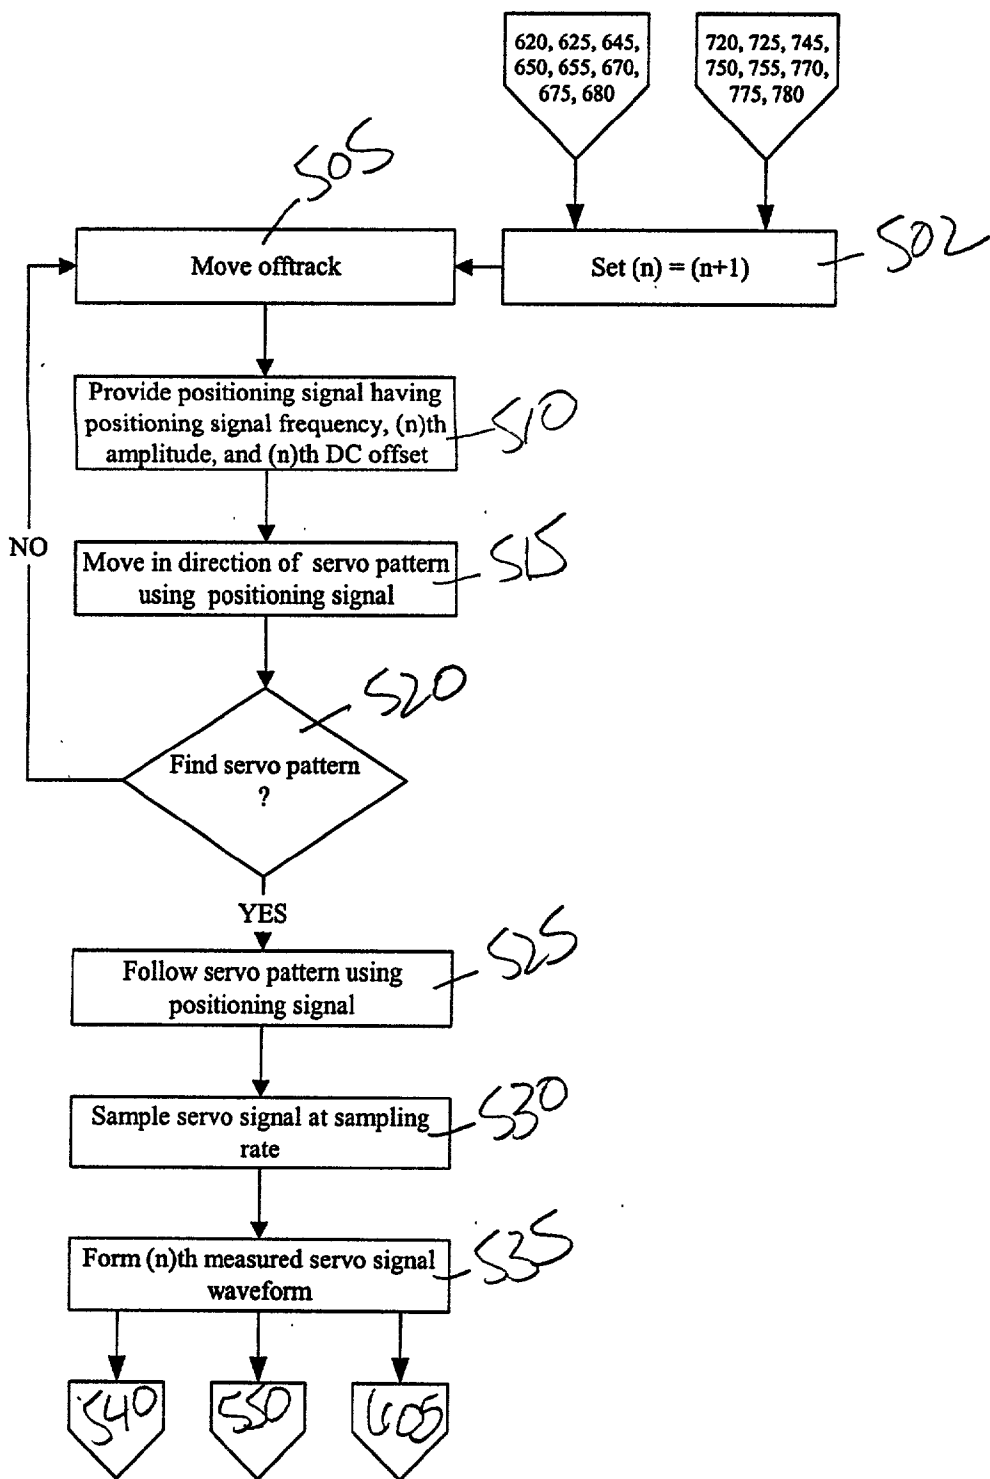 620, 625, 645,
650, 655, 670,
675, 680
720, 725, 745,
750, 755, 770,
775, 780
505
502
Move offtrack
Set (n) = (n+1)
Provide positioning signal having
positioning signal frequency, (n)th
amplitude, and (n)th DC offset
510
NO
Move in direction of servo pattern
using positioning signal
515
520
Find servo pattern
?
YES
525
Follow servo pattern using
positioning signal
Sample servo signal at sampling
rate
530
Form (n)th measured servo signal
waveform
535
540
550
605